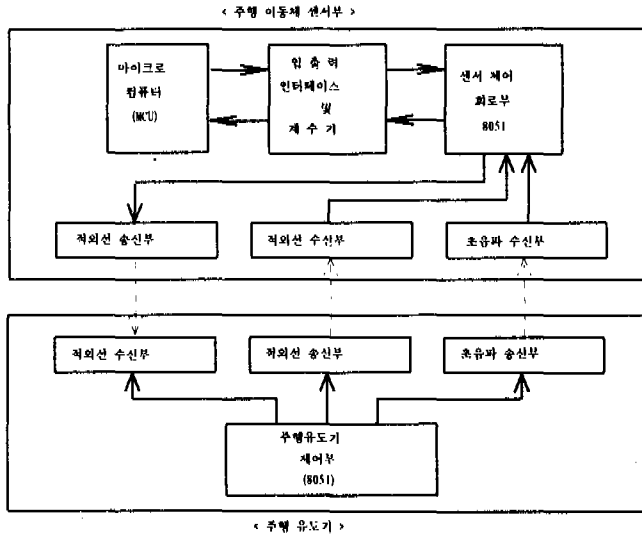 < 주행 이동체 센서부 >
마이크로
컴퓨터
(MCU)
입 출 력
인터페이스
및
계 수 기
센서 제어
회로부
8051
적외선 송신부
적외선 수신부
초음파 수신부
적외선 수신부
적외선 송신부
초음파 송신부
주행유도기
제어부
(8051)
< 주행 유도기 >